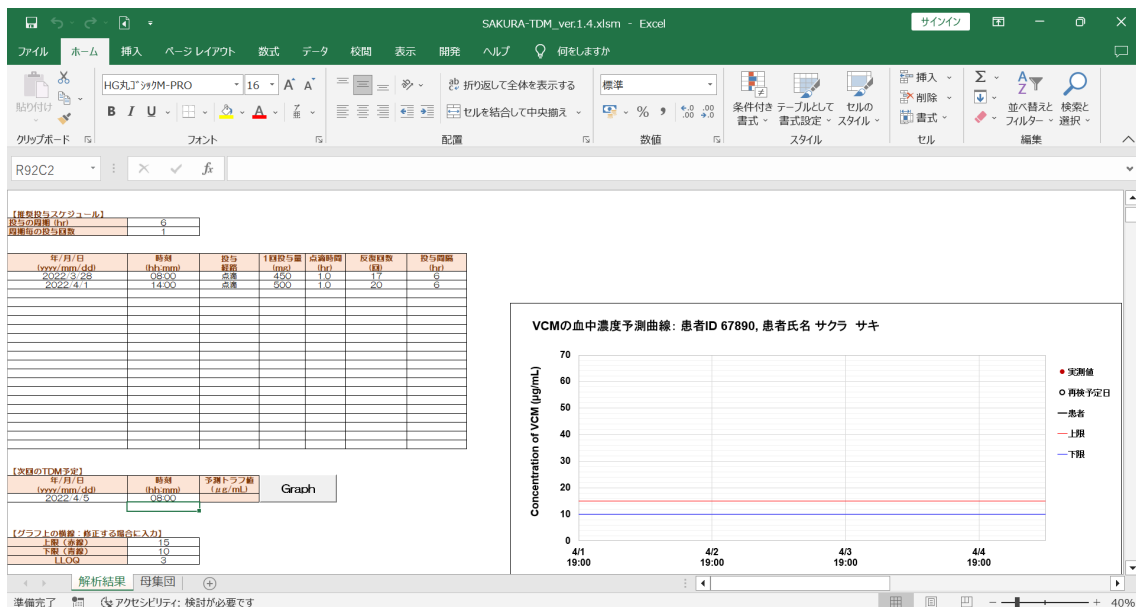 SAKURA-TDM_ver.1.4.xlsm - Excel
サインイン
ファイル ホーム 挿入 ページ レイアウト 数式 データ 校閲 表示 開発 ヘルプ 何をしますか
貼り付け
HG丸ゴシックM-PRO 16
B I U
折り返して全体を表示する
セルを結合して中央揃え
標準
条件付き書式
テーブルとして書式設定
セルのスタイル
挿入
削除
書式
並べ替えとフィルター
検索と選択
クリップボード フォント 配置 数値 スタイル セル 編集
R92C2 fx
【推奨投与スケジュール】
投与の周期 (hr) 6
周期毎の投与回数 1
年/月/日 時刻 投与 1回投与量 点滴時間 反復回数 投与間隔
(yyyy/mm/dd) (hh:mm) 経路 (mg) (hr) (回) (hr)
2022/3/28 08:00 点滴 450 1.0 17 6
2022/4/1 14:00 点滴 500 1.0 20 6
【次回のTDM予定】
年/月/日 時刻 予測トラフ値
(yyyy/mm/dd) (hh:mm) (μg/mL)
2022/4/5 08:00
Graph
【グラフ上の横線：修正する場合に入力】
上限（赤線） 15
下限（青線） 10
LLOQ 3
VCMの血中濃度予測曲線: 患者ID 67890, 患者氏名 サクラ サキ
Concentration of VCM (μg/mL)
70
60
50
40
30
20
10
0
4/1 4/2 4/3 4/4
19:00 19:00 19:00 19:00
実測値
再検予定日
患者
上限
下限
解析結果 母集団
準備完了 アクセシビリティ: 検討が必要です
40%